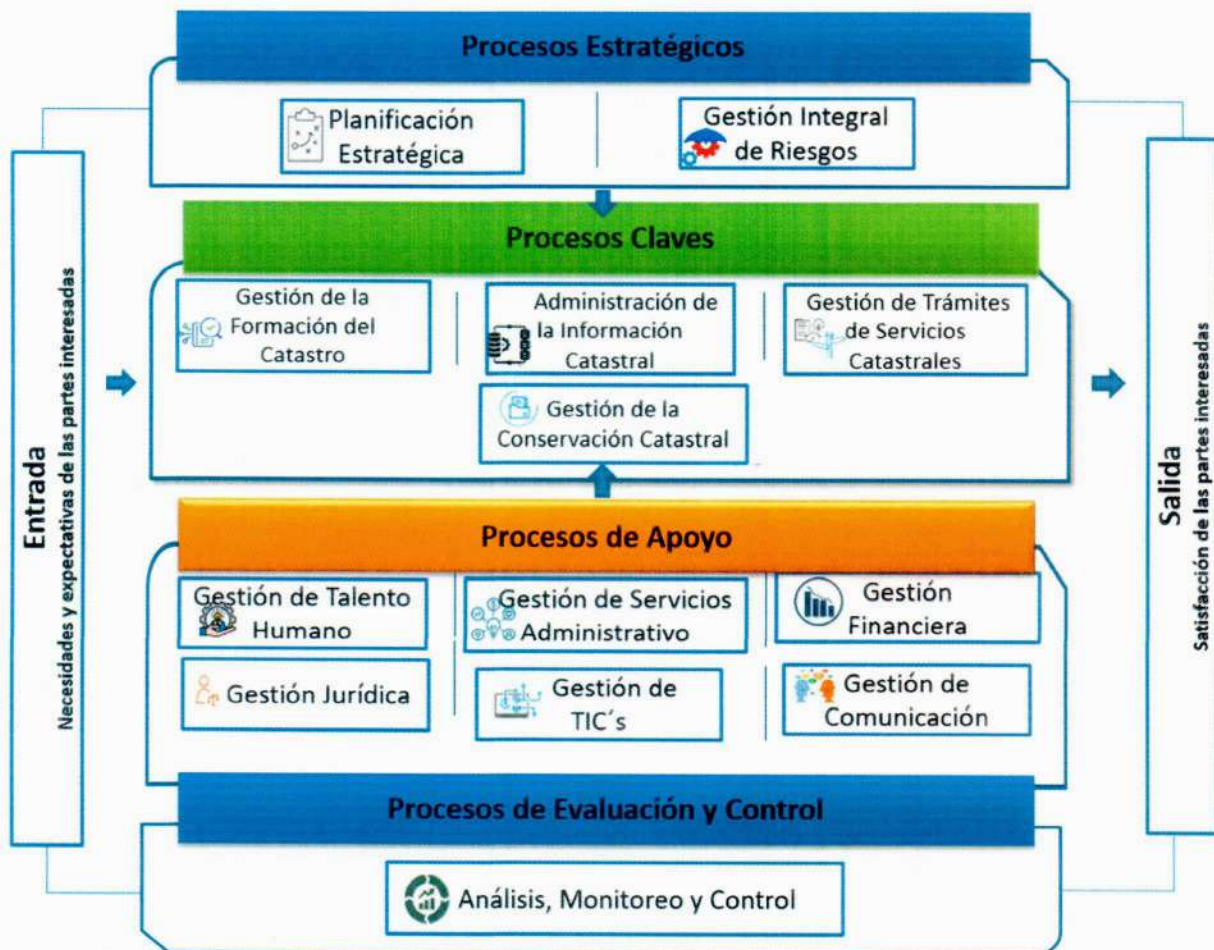 Procesos Estratégicos
Planificación
Estratégica
Gestión Integral
de Riesgos
Entrada
Necesidades y expectativas de las partes interesadas
Procesos Claves
Gestión de la
Formación del
Catastro
Administración de
la Información
Catastral
Gestión de Trámites
de Servicios
Catastrales
Gestión de la
Conservación Catastral
Procesos de Apoyo
Gestión de Talento
Humano
Gestión de Servicios
Administrativo
Gestión
Financiera
Gestión Jurídica
Gestión de
TIC´s
Gestión de
Comunicación
Procesos de Evaluación y Control
Análisis, Monitoreo y Control
Salida
Satisfacción de las partes interesadas